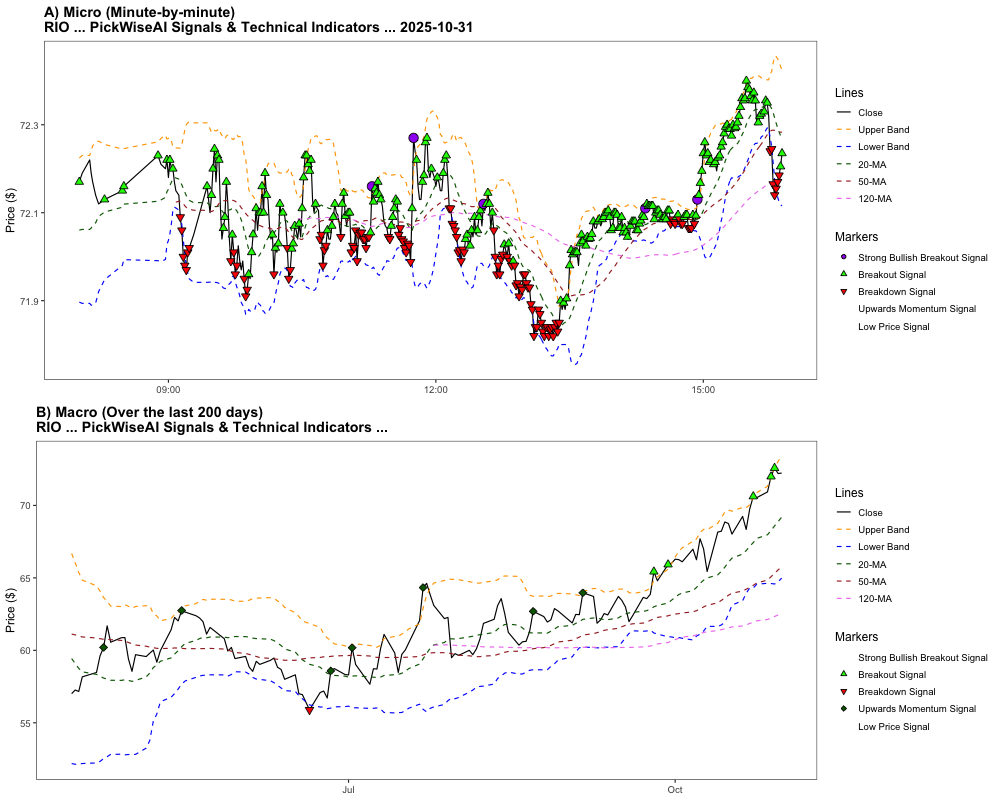 A) Micro (Minute-by-minute)
RIO ... PickWiseAI Signals & Technical Indicators ... 2025-10-31
Price ($)
72.3
72.1
71.9
09:00
12:00
15:00
Lines
Close
Upper Band
Lower Band
20-MA
50-MA
120-MA
Markers
Strong Bullish Breakout Signal
Breakout Signal
Breakdown Signal
Upwards Momentum Signal
Low Price Signal
B) Macro (Over the last 200 days)
RIO ... PickWiseAI Signals & Technical Indicators ...
Price ($)
70
65
60
55
Jul
Oct
Lines
Close
Upper Band
Lower Band
20-MA
50-MA
120-MA
Markers
Strong Bullish Breakout Signal
Breakout Signal
Breakdown Signal
Upwards Momentum Signal
Low Price Signal